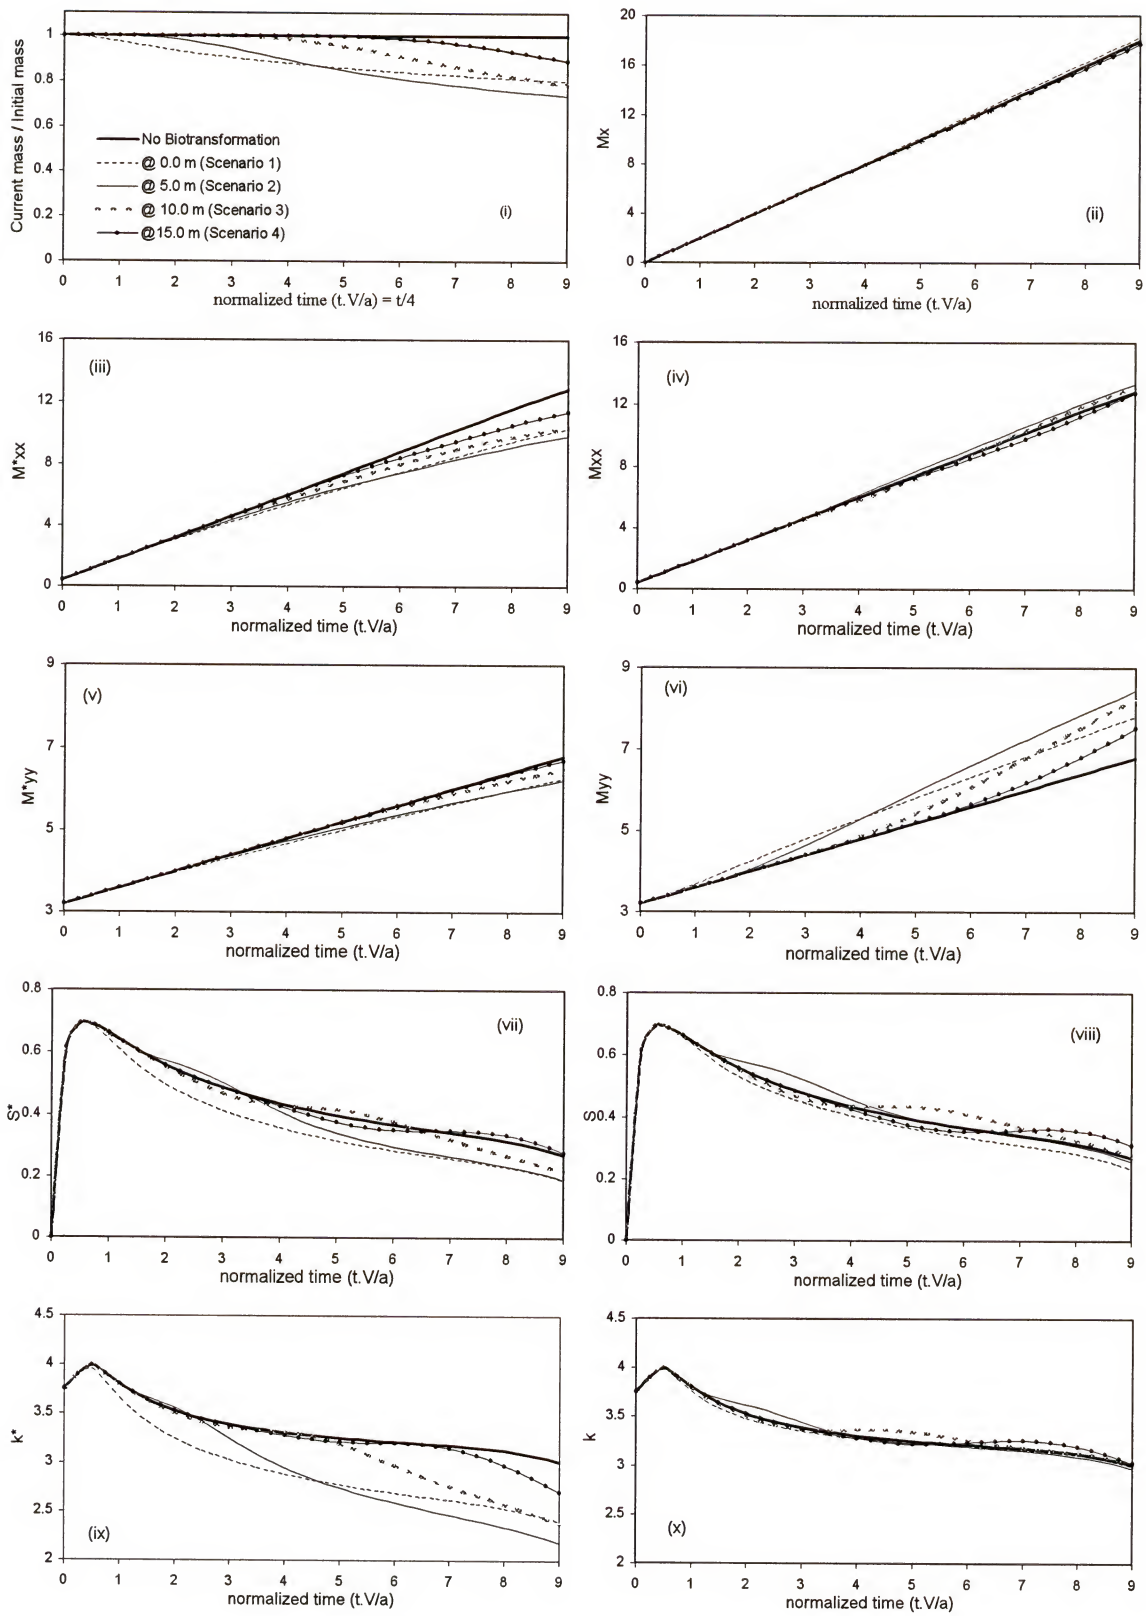 Current mass / Initial mass
1
0.8
0.6
0.4
0.2
0
No Biotransformation
@ 0.0 m (Scenario 1)
@ 5.0 m (Scenario 2)
@ 10.0 m (Scenario 3)
@15.0 m (Scenario 4)
(i)
0 1 2 3 4 5 6 7 8 9
normalized time (t.V/a) = t/4
Mx
20
16
12
8
4
0
(ii)
0 1 2 3 4 5 6 7 8 9
normalized time (t.V/a)
M*xx
16
12
8
4
0
(iii)
0 1 2 3 4 5 6 7 8 9
normalized time (t.V/a)
Mxx
16
12
8
4
0
(iv)
0 1 2 3 4 5 6 7 8 9
normalized time (t.V/a)
M*yy
9
7
5
3
(v)
0 1 2 3 4 5 6 7 8 9
normalized time (t.V/a)
Myy
9
7
5
3
(vi)
0 1 2 3 4 5 6 7 8 9
normalized time (t.V/a)
S*
0.8
0.6
0.4
0.2
0
(vii)
0 1 2 3 4 5 6 7 8 9
normalized time (t.V/a)
S
0.8
0.6
0.4
0.2
0
(viii)
0 1 2 3 4 5 6 7 8 9
normalized time (t.V/a)
k*
4.5
4
3.5
3
2.5
2
(ix)
0 1 2 3 4 5 6 7 8 9
normalized time (t.V/a)
k
4.5
4
3.5
3
2.5
2
(x)
0 1 2 3 4 5 6 7 8 9
normalized time (t.V/a)